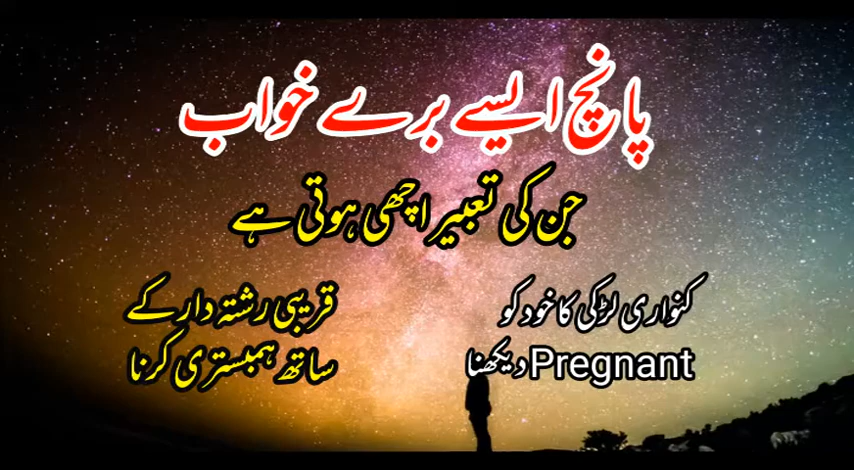 پانچ ایسے برے خواب
جن کی تعبیر اچھی ہوتی ہے
کنواری لڑکی کا خود کو
Pregnant دیکھنا
قریبی رشتہ دار کے
ساتھ ہمبستری کرنا